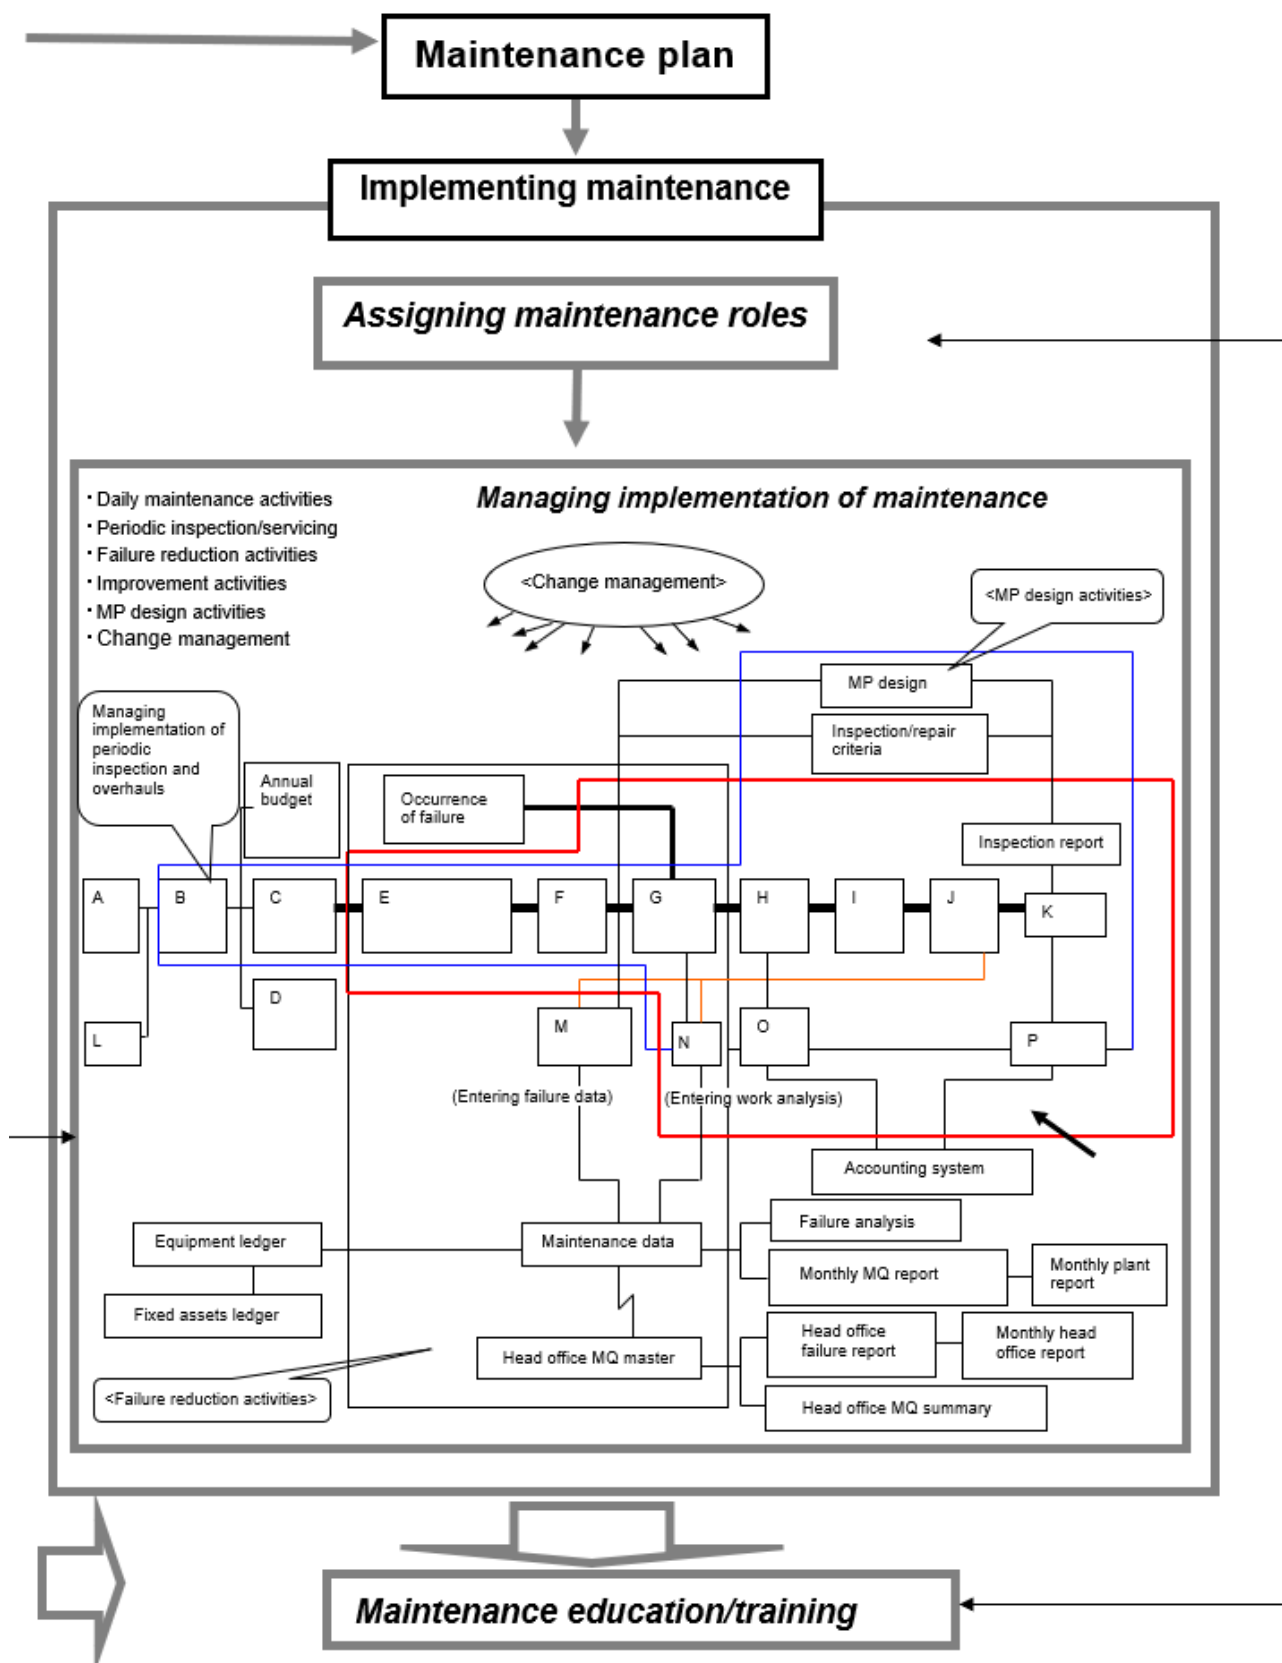 Maintenance plan
Implementing maintenance
Assigning maintenance roles
Managing implementation of maintenance
・Daily maintenance activities
・Periodic inspection/servicing
・Failure reduction activities
・Improvement activities
・MP design activities
・Change management
<Change management>
<MP design activities>
MP design
Inspection/repair
criteria
Managing
implementation of
periodic
inspection and
overhauls
Annual
budget
Occurrence
of failure
Inspection report
A
B
C
E
F
G
H
I
J
K
D
L
M
N
O
P
(Entering failure data)
(Entering work analysis)
Accounting system
Failure analysis
Equipment ledger
Maintenance data
Monthly MQ report
Monthly plant
report
Fixed assets ledger
Head office
failure report
Monthly head
office report
Head office MQ master
<Failure reduction activities>
Head office MQ summary
Maintenance education/training